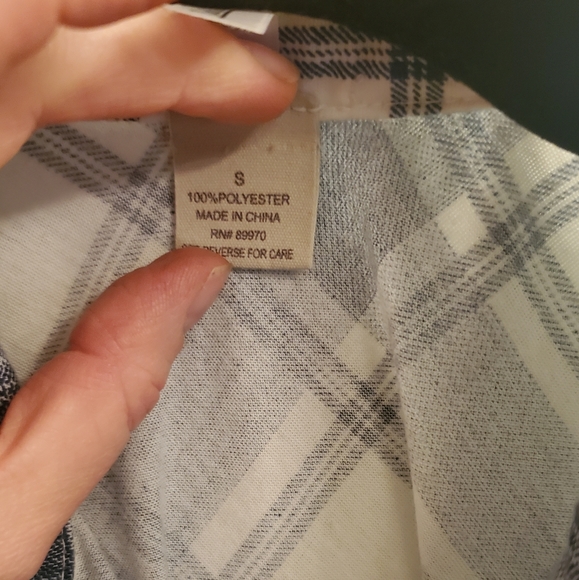 S
100%POLYESTER
MADE IN CHINA
RN# 89970
REVERSE FOR CARE